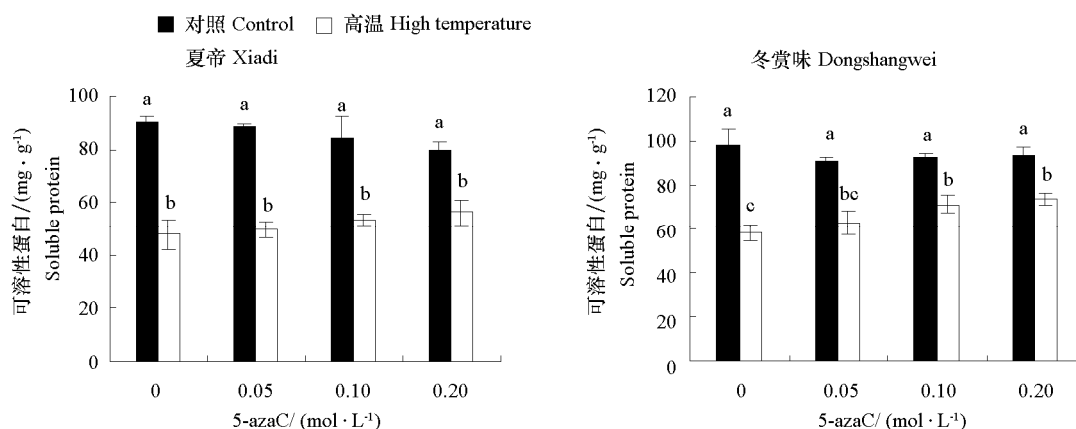 ■ 对照 Control □ 高温 High temperature
夏帝 Xiadi
可溶性蛋白/(mg · g⁻¹)
Soluble protein
100
80
60
40
20
0
a a a a
b b b b
0 0.05 0.10 0.20
5-azaC/ (mol · L⁻¹)
冬赏味 Dongshangwei
可溶性蛋白/(mg · g⁻¹)
Soluble protein
120
100
80
60
40
20
0
a a a a
c bc b b
0 0.05 0.10 0.20
5-azaC/ (mol · L⁻¹)